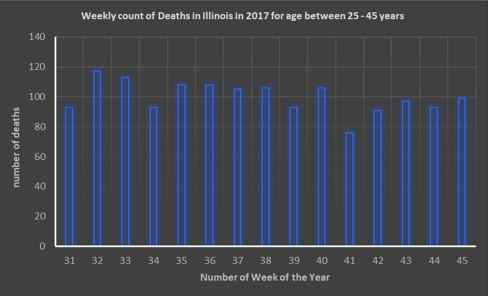 Weekly count of Deaths in Illinois in 2017 for age between 25 - 45 years
140
120
100
80
60
40
20
0
number of deaths
31 32 33 34 35 36 37 38 39 40 41 42 43 44 45
Number of Week of the Year